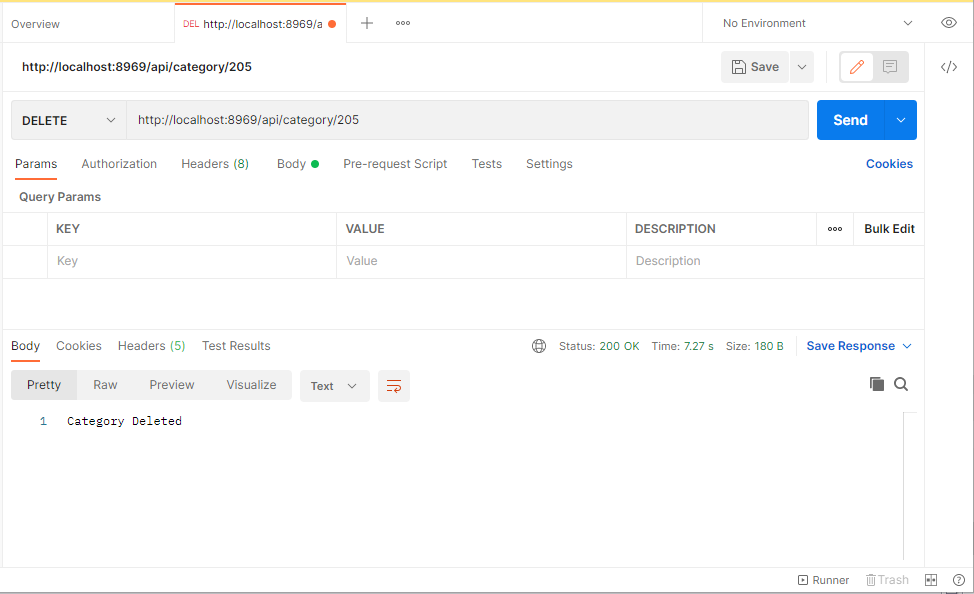 Overview
DEL http://localhost:8969/a
No Environment
http://localhost:8969/api/category/205
Save
DELETE
http://localhost:8969/api/category/205
Send
Params Authorization Headers (8) Body Pre-request Script Tests Settings Cookies
Query Params
KEY VALUE DESCRIPTION Bulk Edit
Key Value Description
Body Cookies Headers (5) Test Results Status: 200 OK Time: 7.27 s Size: 180 B Save Response
Pretty Raw Preview Visualize Text
1 Category Deleted
Runner Trash